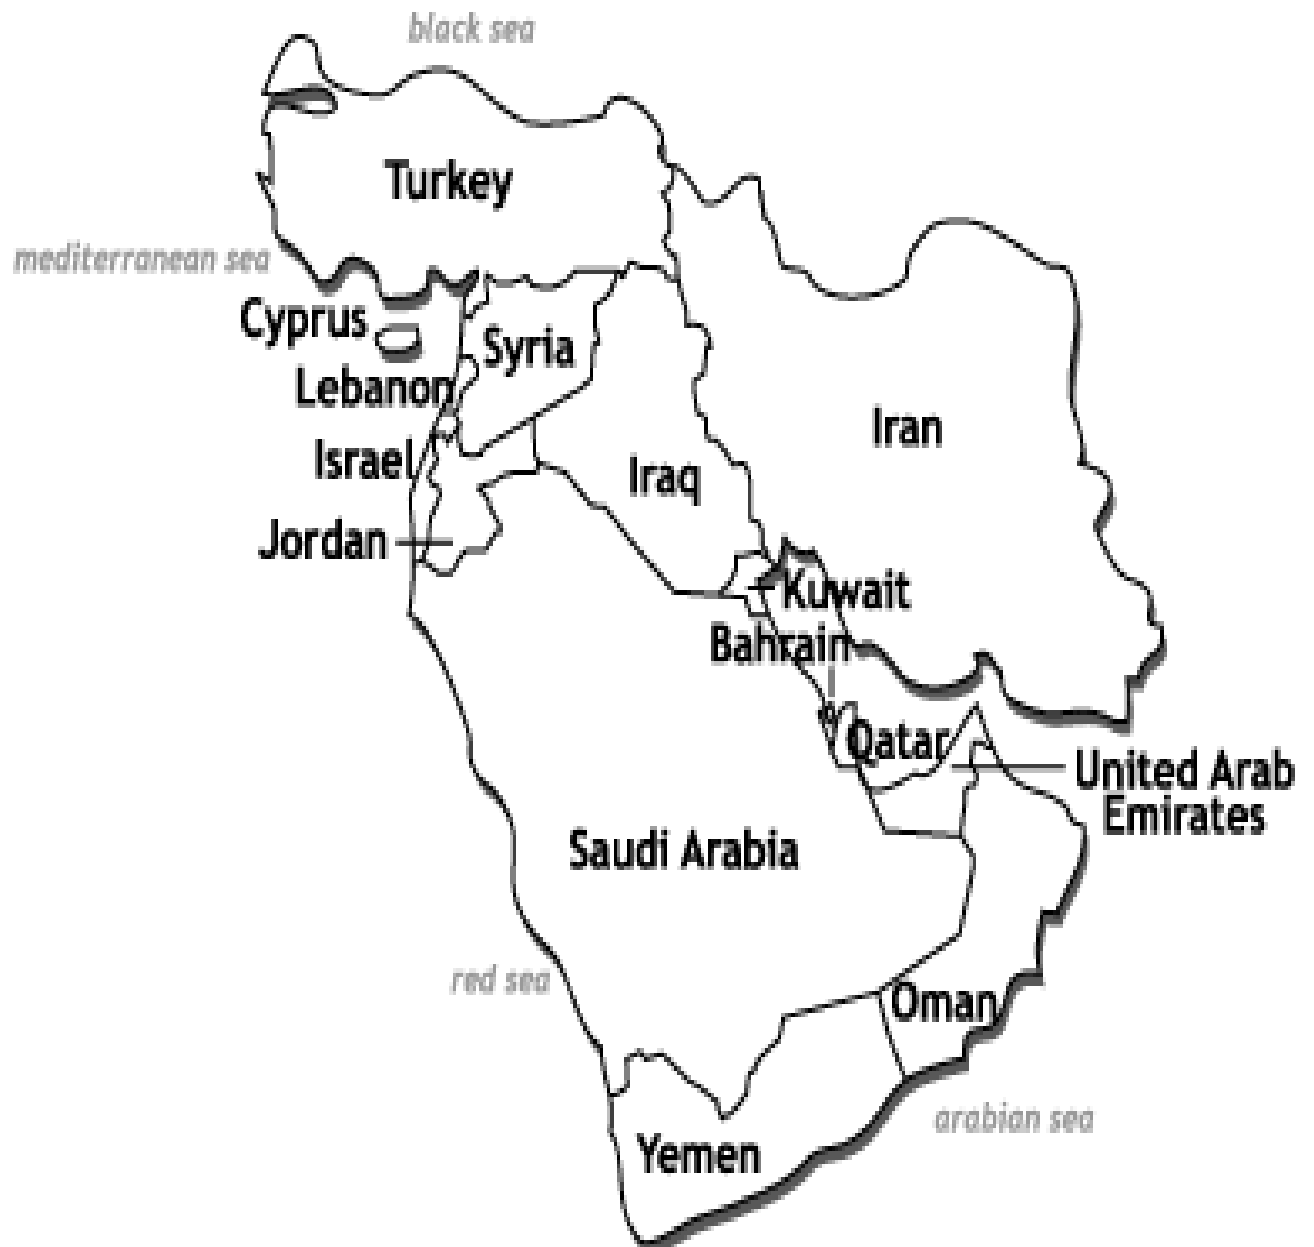 black sea
Turkey
mediterranean sea
Cyprus
Syria
Lebanon
Iran
Israel
Iraq
Jordan
Kuwait
Bahrain
Qatar
United Arab
Emirates
Saudi Arabia
red sea
Oman
arabian sea
Yemen